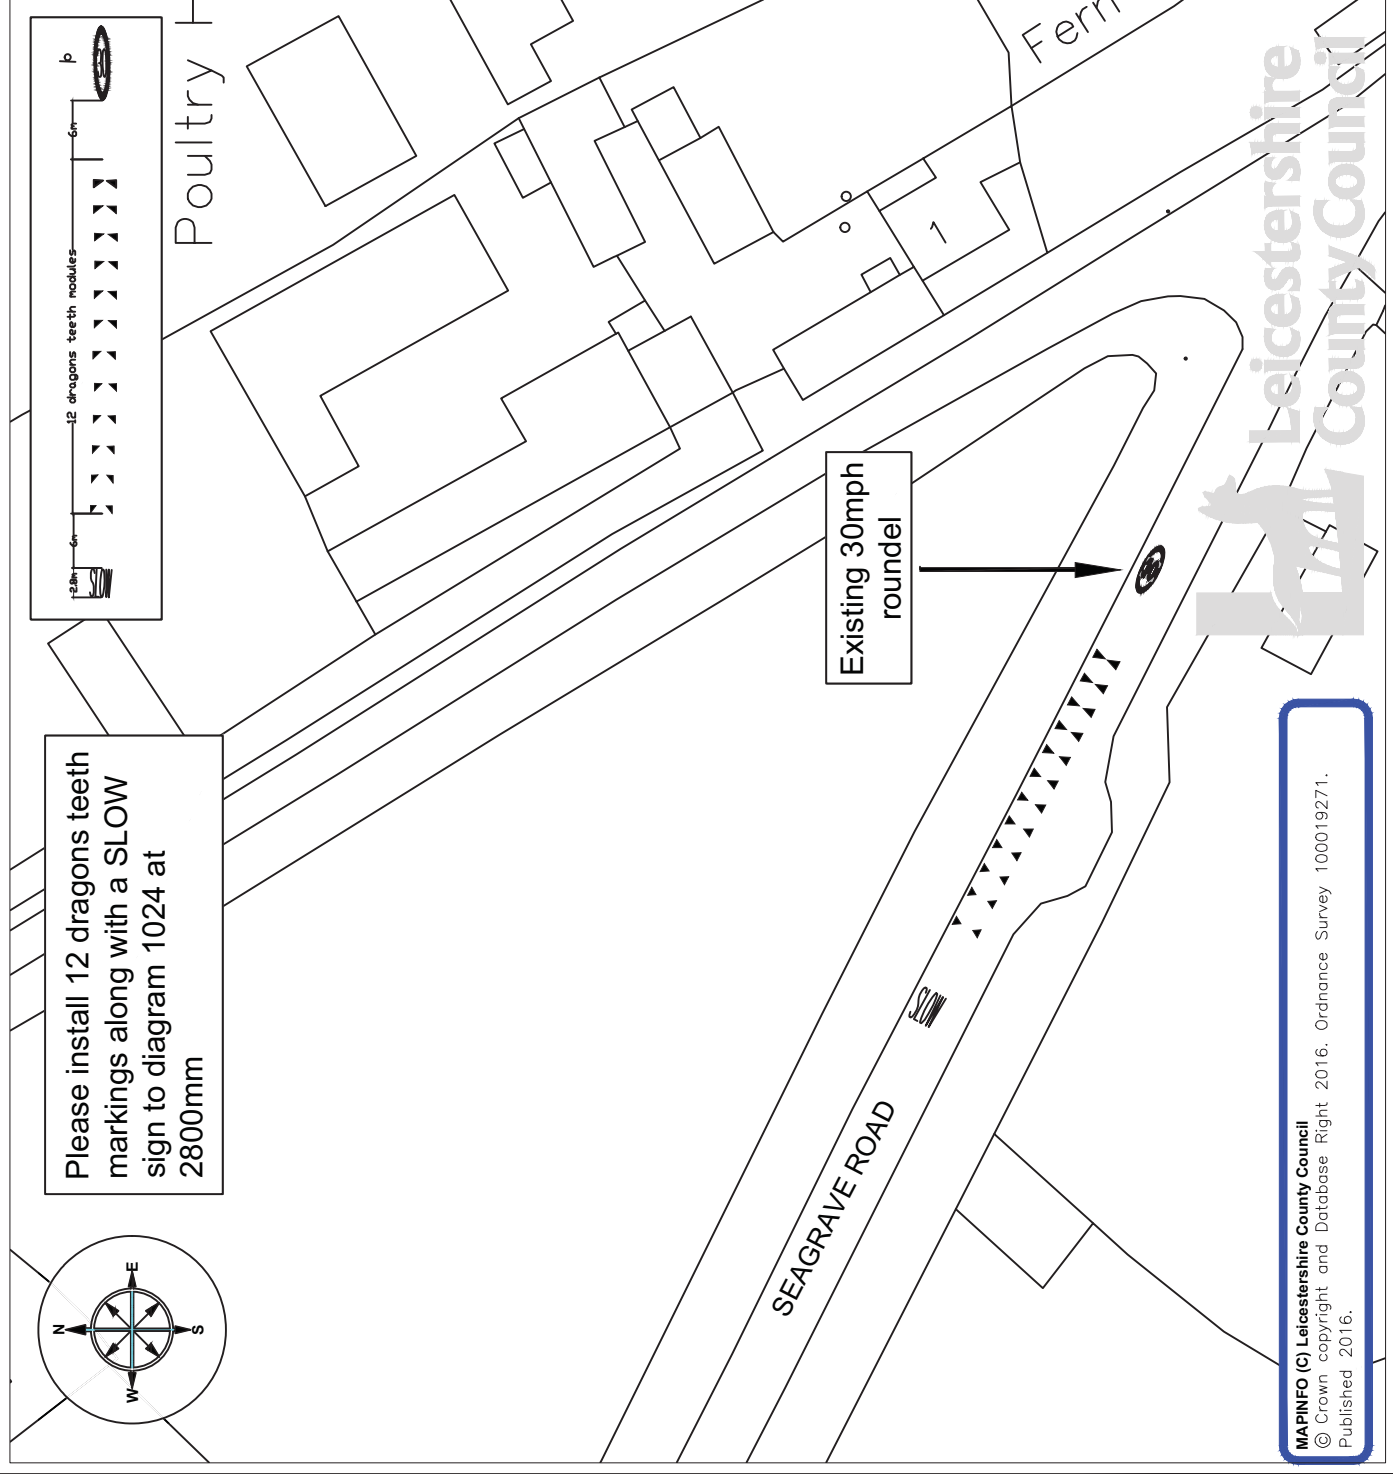 Poultry H
Fern
b
30
6m
12 dragons teeth modules
6m
2.8m
SLOW
Please install 12 dragons teeth
markings along with a SLOW
sign to diagram 1024 at
2800mm
Existing 30mph
roundel
1
30
SLOW
SEAGRAVE ROAD
N
E
S
W
Leicestershire
County Council
MAPINFO (C) Leicestershire County Council
© Crown copyright and Database Right 2016. Ordnance Survey 100019271.
Published 2016.